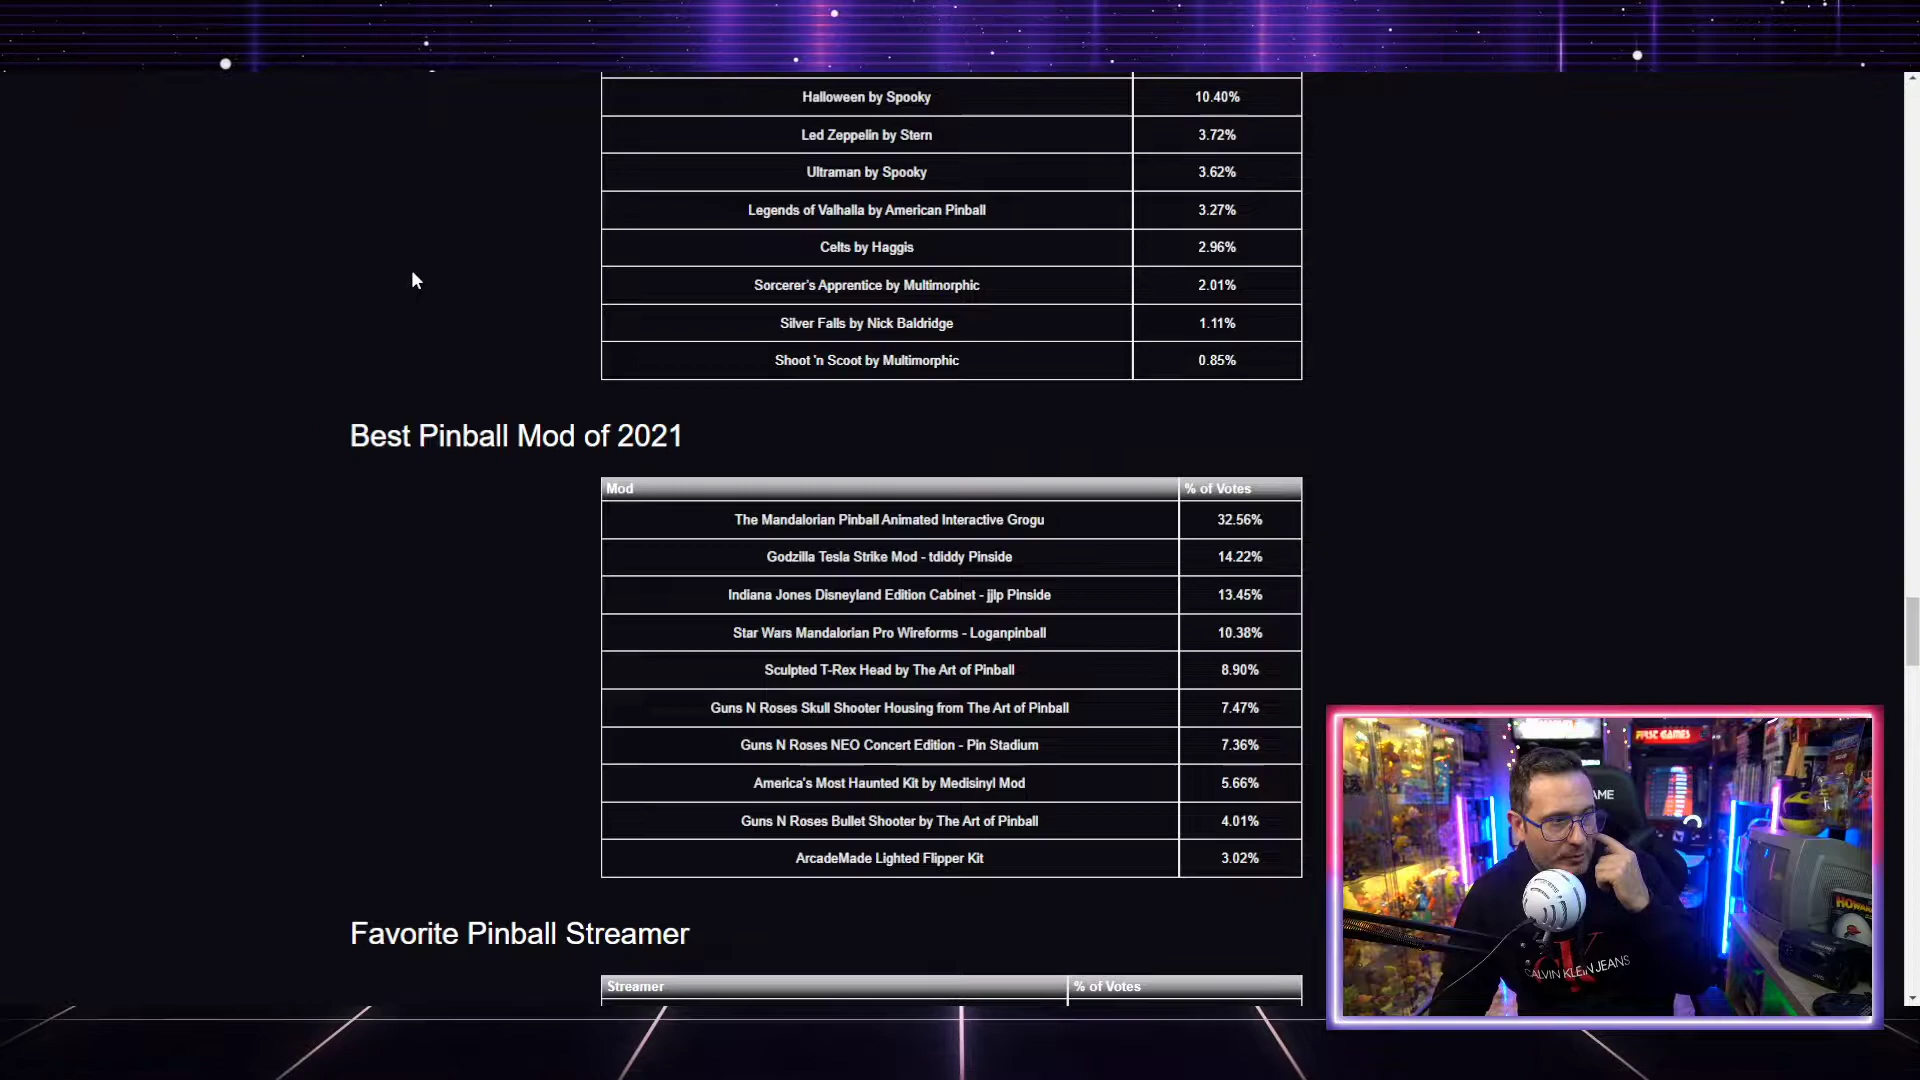 Halloween by Spooky 10.40%
Led Zeppelin by Stern 3.72%
Ultraman by Spooky 3.62%
Legends of Valhalla by American Pinball 3.27%
Celts by Haggis 2.96%
Sorcerer's Apprentice by Multimorphic 2.01%
Silver Falls by Nick Baldridge 1.11%
Shoot 'n Scoot by Multimorphic 0.85%
Best Pinball Mod of 2021
Mod % of Votes
The Mandalorian Pinball Animated Interactive Grogu 32.56%
Godzilla Tesla Strike Mod - tdiddy Pinside 14.22%
Indiana Jones Disneyland Edition Cabinet - jjlp Pinside 13.45%
Star Wars Mandalorian Pro Wireforms - Loganpinball 10.38%
Sculpted T-Rex Head by The Art of Pinball 8.90%
Guns N Roses Skull Shooter Housing from The Art of Pinball 7.47%
Guns N Roses NEO Concert Edition - Pin Stadium 7.36%
America's Most Haunted Kit by Medisinyl Mod 5.66%
Guns N Roses Bullet Shooter by The Art of Pinball 4.01%
ArcadeMade Lighted Flipper Kit 3.02%
Favorite Pinball Streamer
Streamer % of Votes
FIRST GAMES
CALVIN KLEIN JEANS